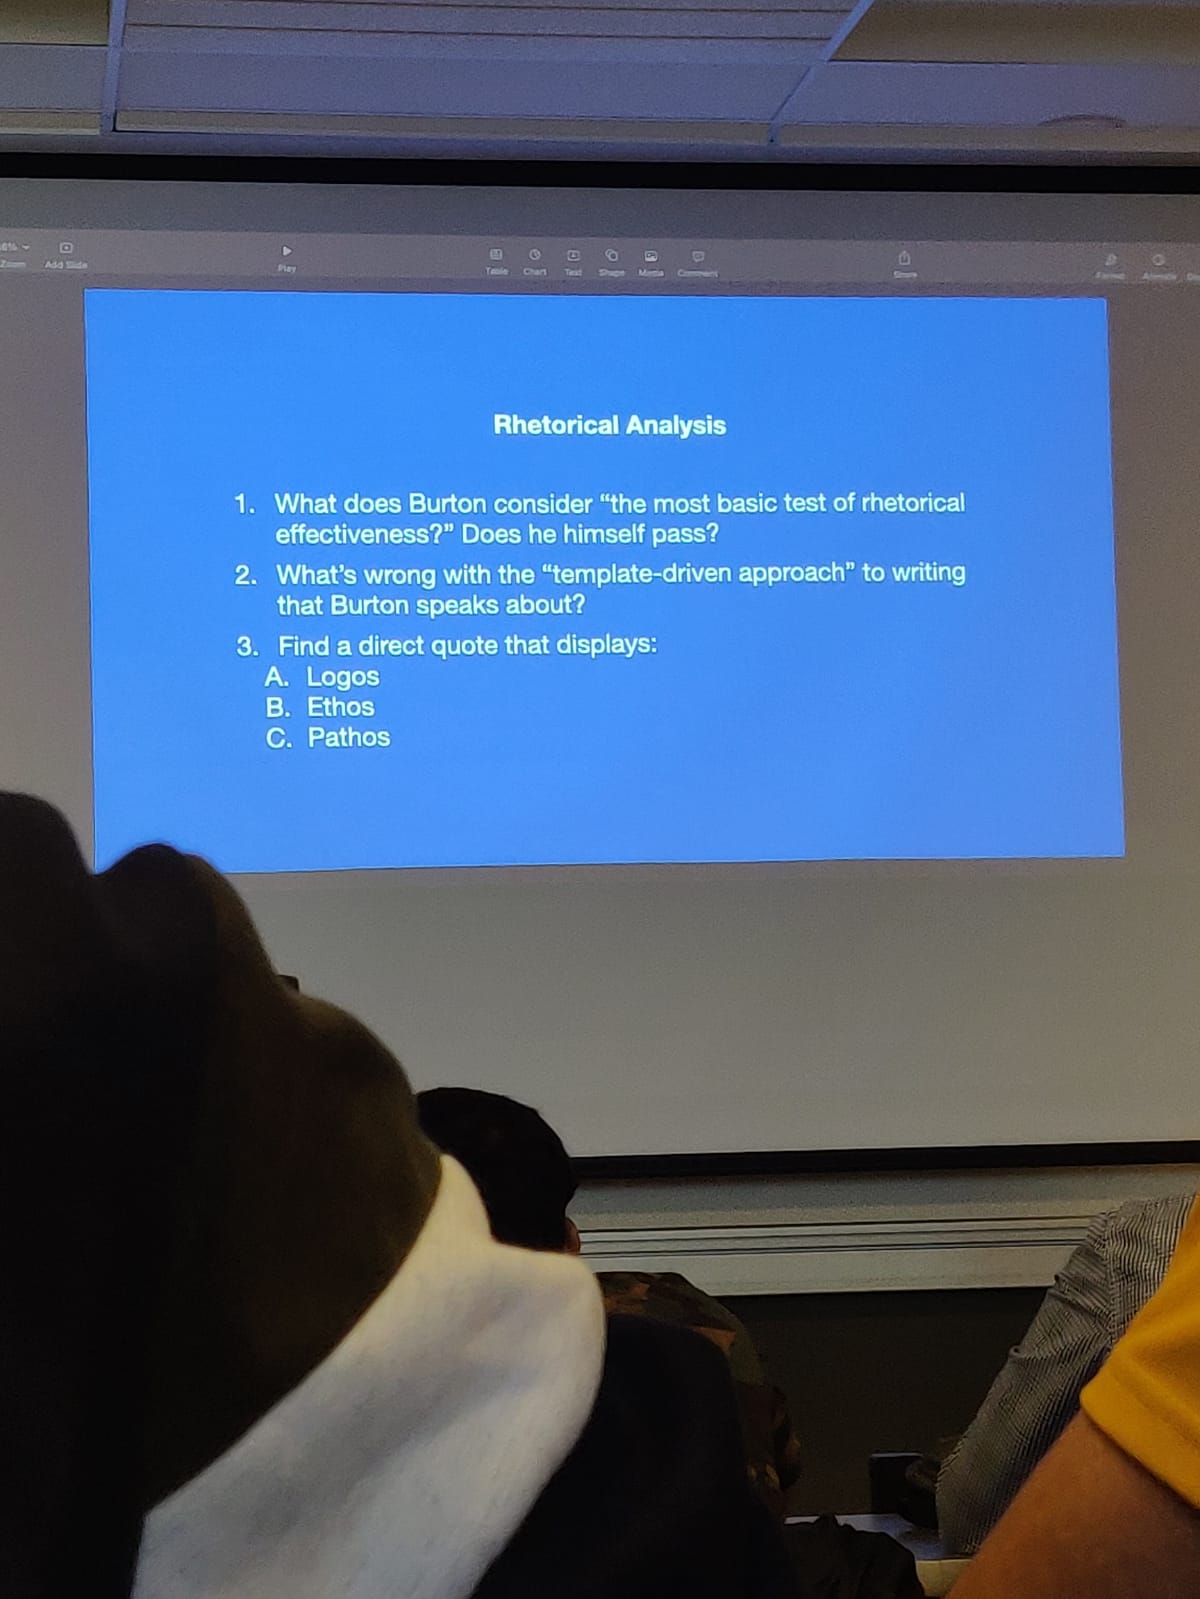 Zoom
Add Slide
Play
Table
Chart
Text
Shape
Media
Comment
Share
Format
Animate
Rhetorical Analysis
1. What does Burton consider “the most basic test of rhetorical
effectiveness?” Does he himself pass?
2. What’s wrong with the “template-driven approach” to writing
that Burton speaks about?
3. Find a direct quote that displays:
A. Logos
B. Ethos
C. Pathos